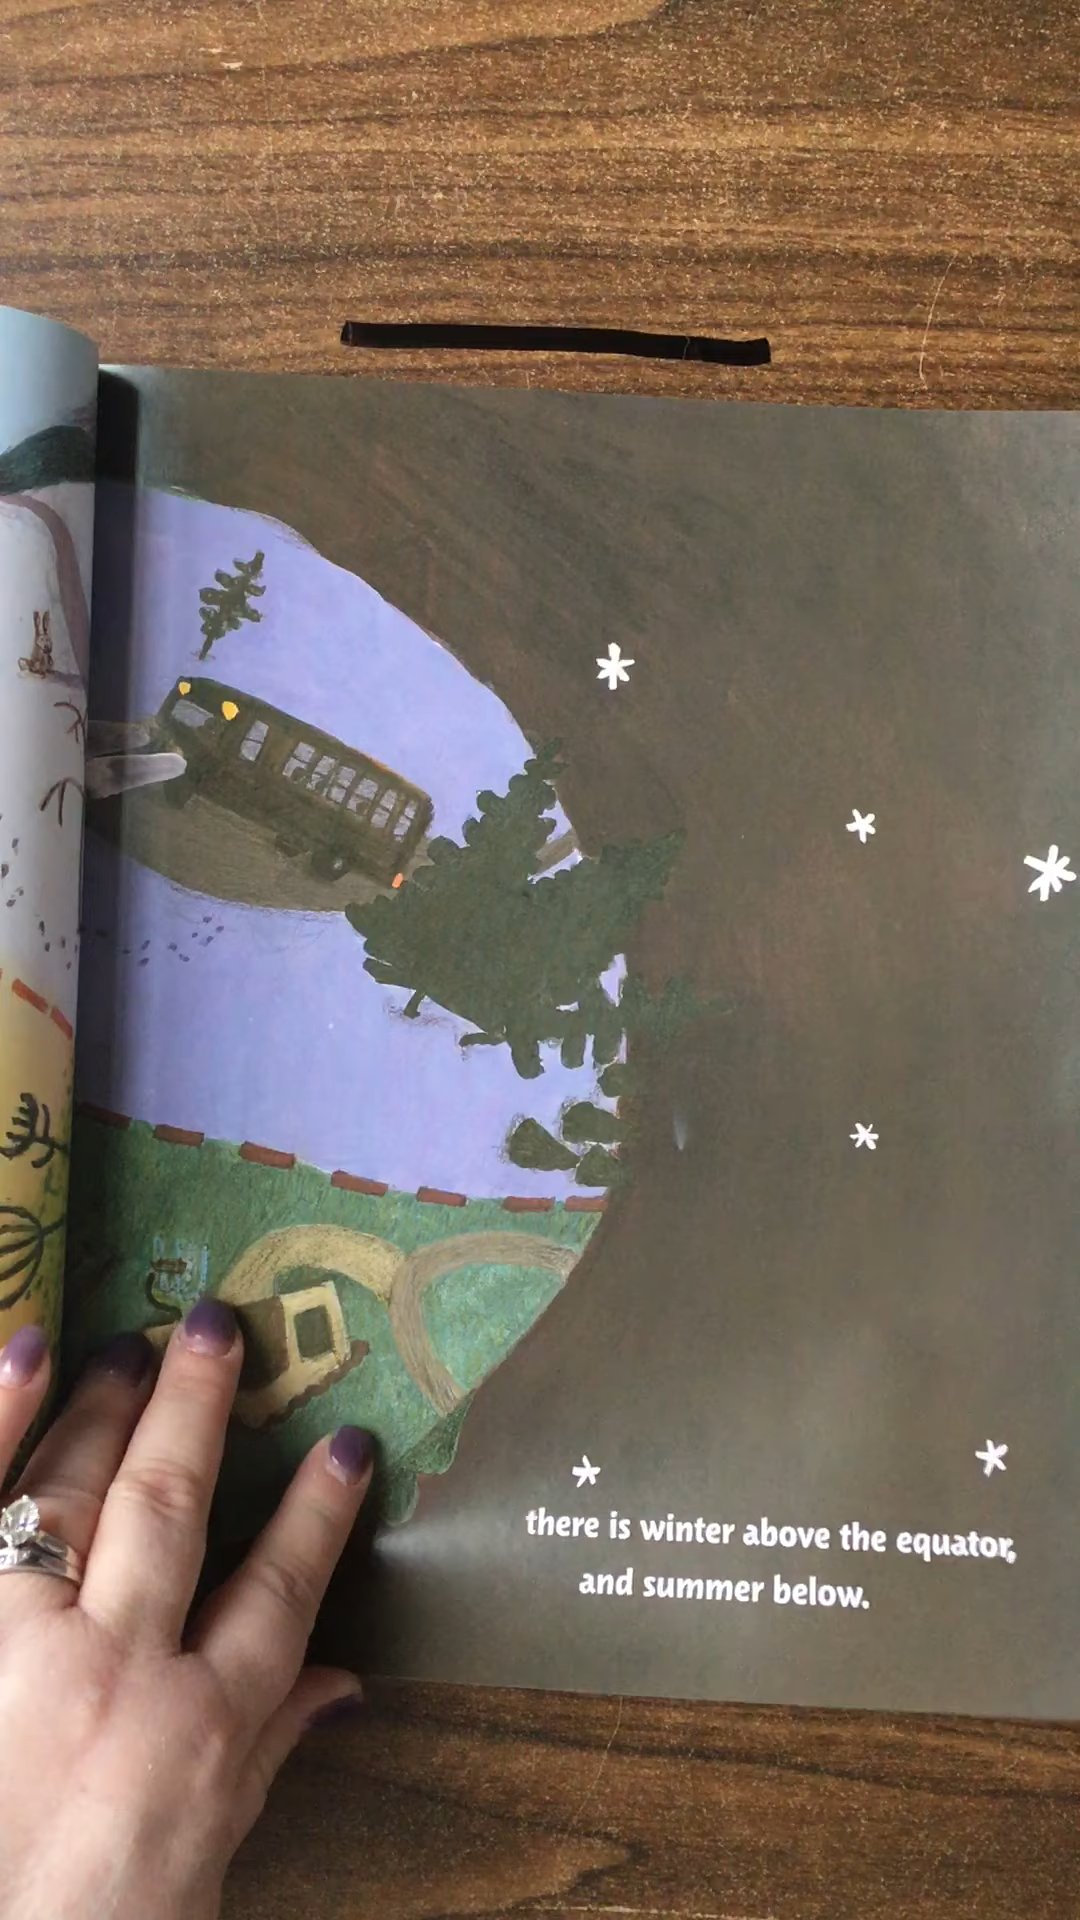 there is winter above the equator,
and summer below.